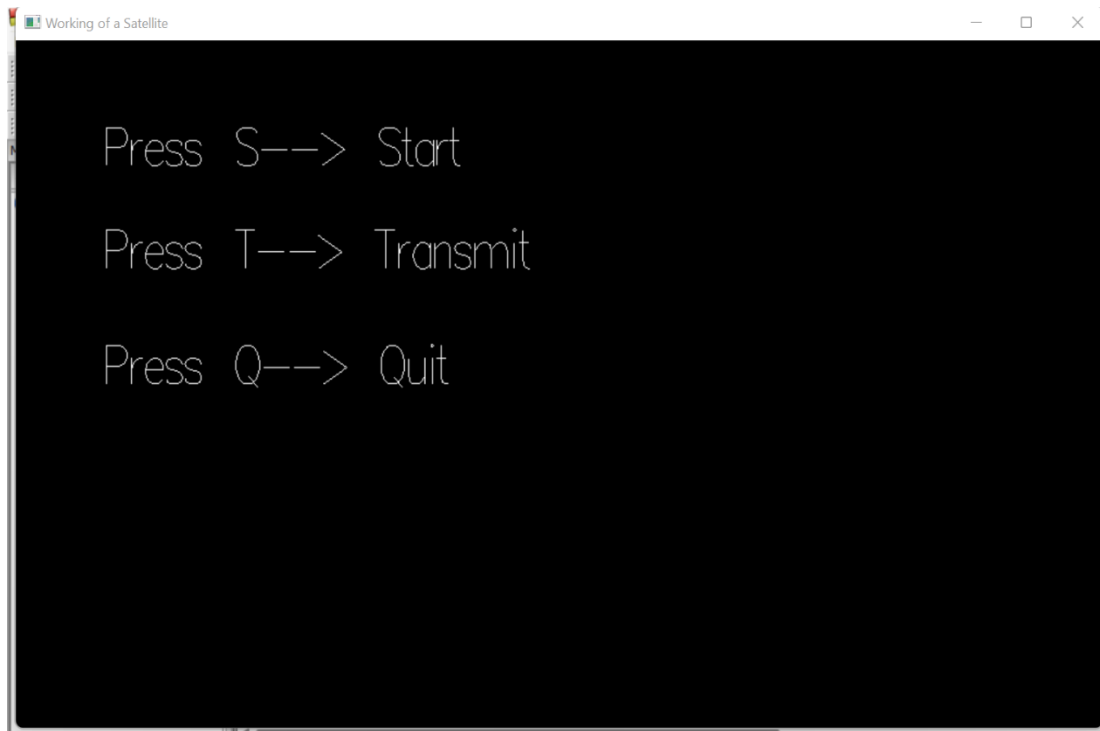 Working of a Satellite
Press S--> Start
Press T--> Transmit
Press Q--> Quit